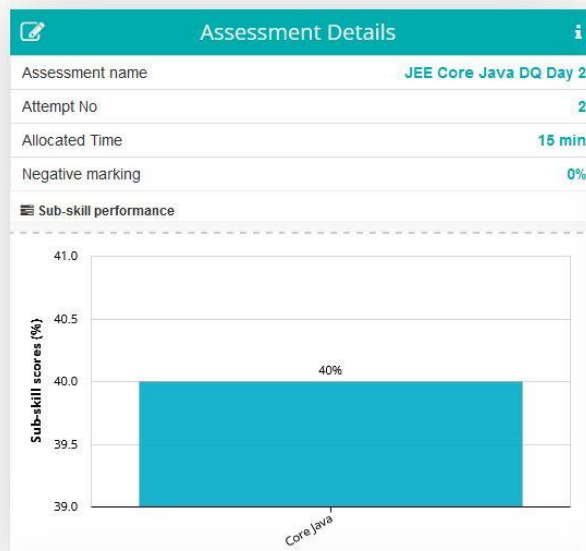 Assessment Details
Assessment name JEE Core Java DQ Day 2
Attempt No 2
Allocated Time 15 min
Negative marking 0%
Sub-skill performance
Sub-skill scores (%)
41.0
40.5
40.0
39.5
39.0
40%
Core Java